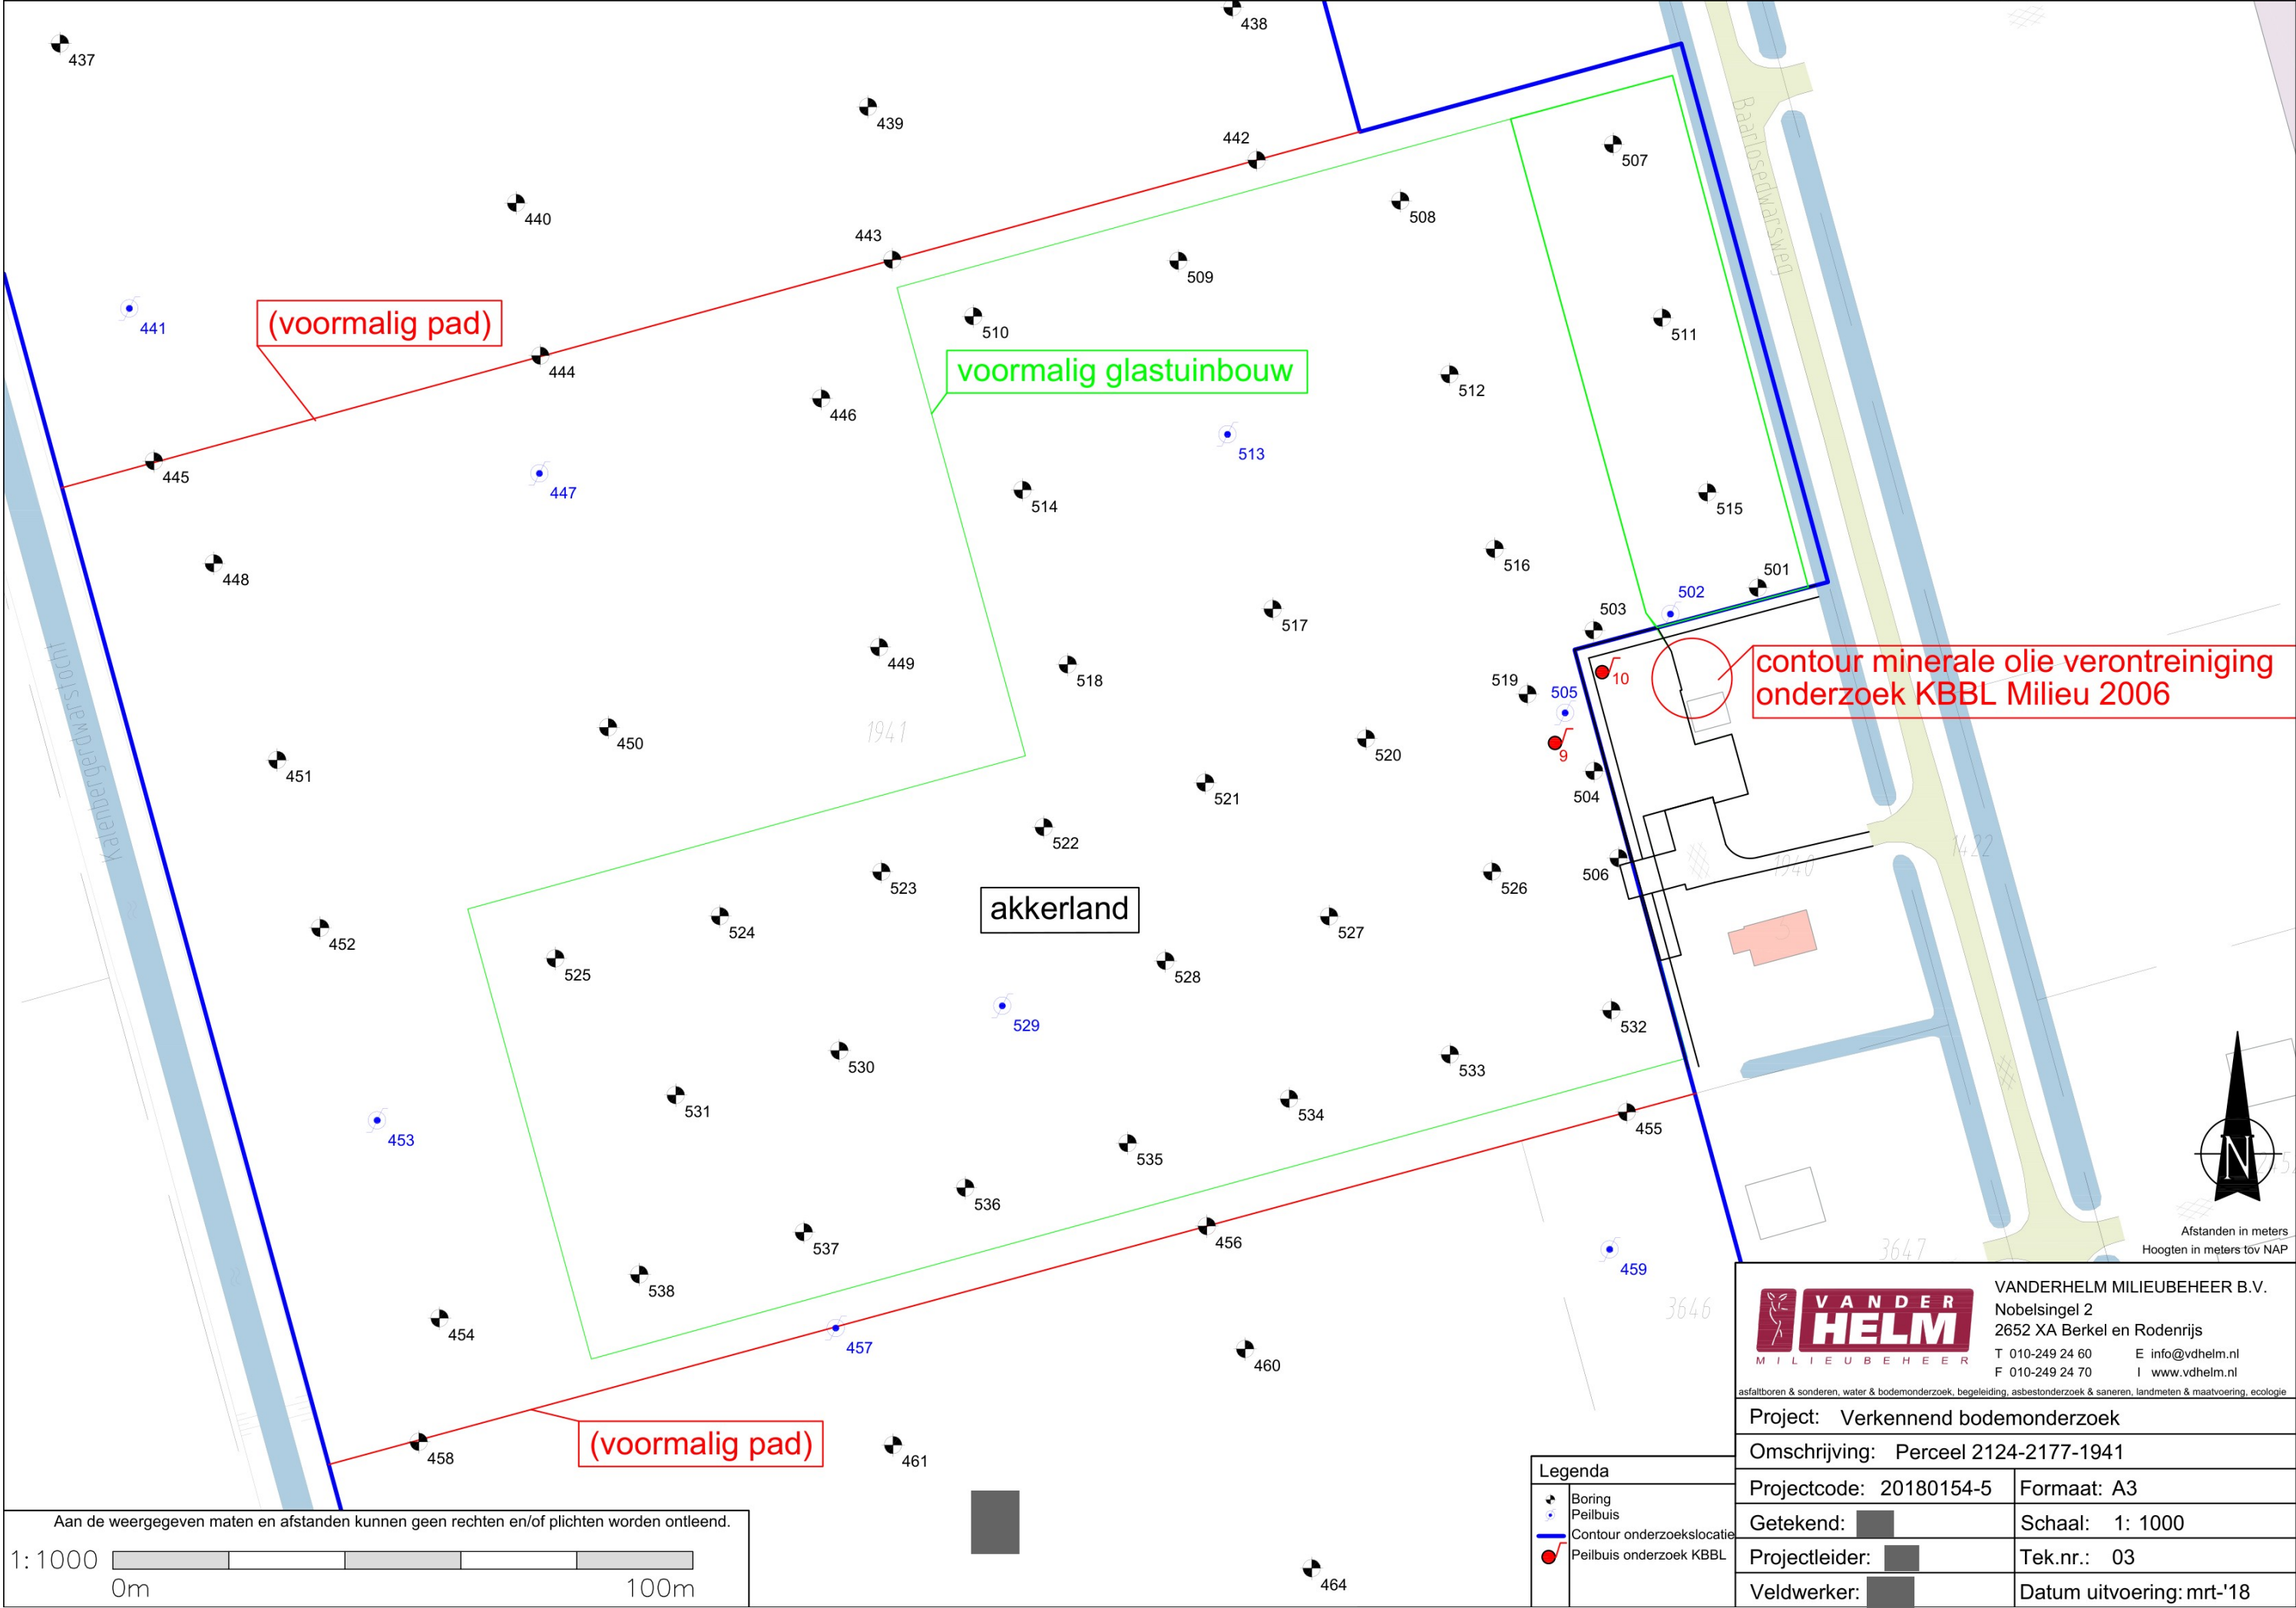 437
438
439
442
507
440
508
443
509
441
(voormalig pad)
510
511
444
voormalig glastuinbouw
512
446
513
445
447
514
515
448
516
501
502
503
517
449
518
contour minerale olie verontreiniging
onderzoek KBBL Milieu 2006
10
519
505
1941
450
520
9
451
521
504
522
1422
1940
506
523
526
akkerland
524
527
5
452
525
528
529
532
530
533
531
534
455
453
535
536
456
537
538
454
457
459
3647
3646
460
458
(voormalig pad)
461
464
Baarlosedwarsweg
Kalenbergerdwarstocht
N
Afstanden in meters
Hoogten in meters tov NAP
VANDER
HELM
MILIEUBEHEER
VANDERHELM MILIEUBEHEER B.V.
Nobelsingel 2
2652 XA Berkel en Rodenrijs
T 010-249 24 60 E info@vdhelm.nl
F 010-249 24 70 I www.vdhelm.nl
asfaltboren & sonderen, water & bodemonderzoek, begeleiding, asbestonderzoek & saneren, landmeten & maatvoering, ecologie
Project: Verkennend bodemonderzoek
Omschrijving: Perceel 2124-2177-1941
Projectcode: 20180154-5 Formaat: A3
Getekend: Schaal: 1: 1000
Projectleider: Tek.nr.: 03
Veldwerker: Datum uitvoering: mrt-'18
Legenda
Boring
Peilbuis
Contour onderzoekslocatie
Peilbuis onderzoek KBBL
Aan de weergegeven maten en afstanden kunnen geen rechten en/of plichten worden ontleend.
1:1000
0m 100m